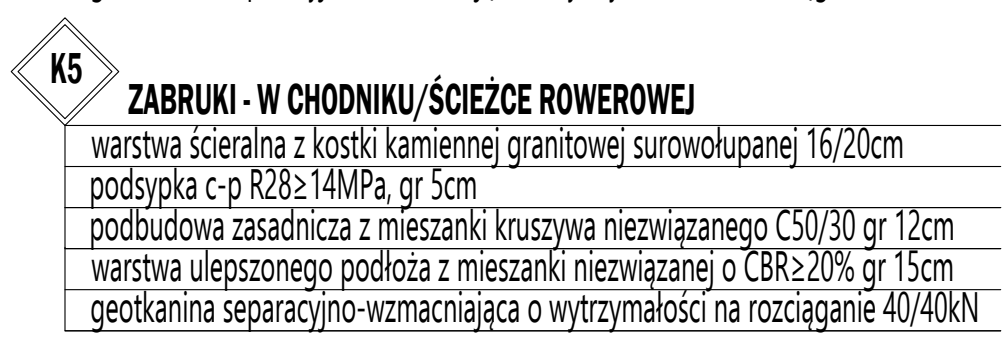 K5
ZABRUKI - W CHODNIKU/ŚCIEŻCE ROWEROWEJ
warstwa ścieralna z kostki kamiennej granitowej surowołupanej 16/20cm
podsypka c-p R28≥14MPa, gr 5cm
podbudowa zasadnicza z mieszanki kruszywa niezwiązanego C50/30 gr 12cm
warstwa ulepszonego podłoża z mieszanki niezwiązanej o CBR≥20% gr 15cm
geotkanina separacyjno-wzmacniająca o wytrzymałości na rozciąganie 40/40kN